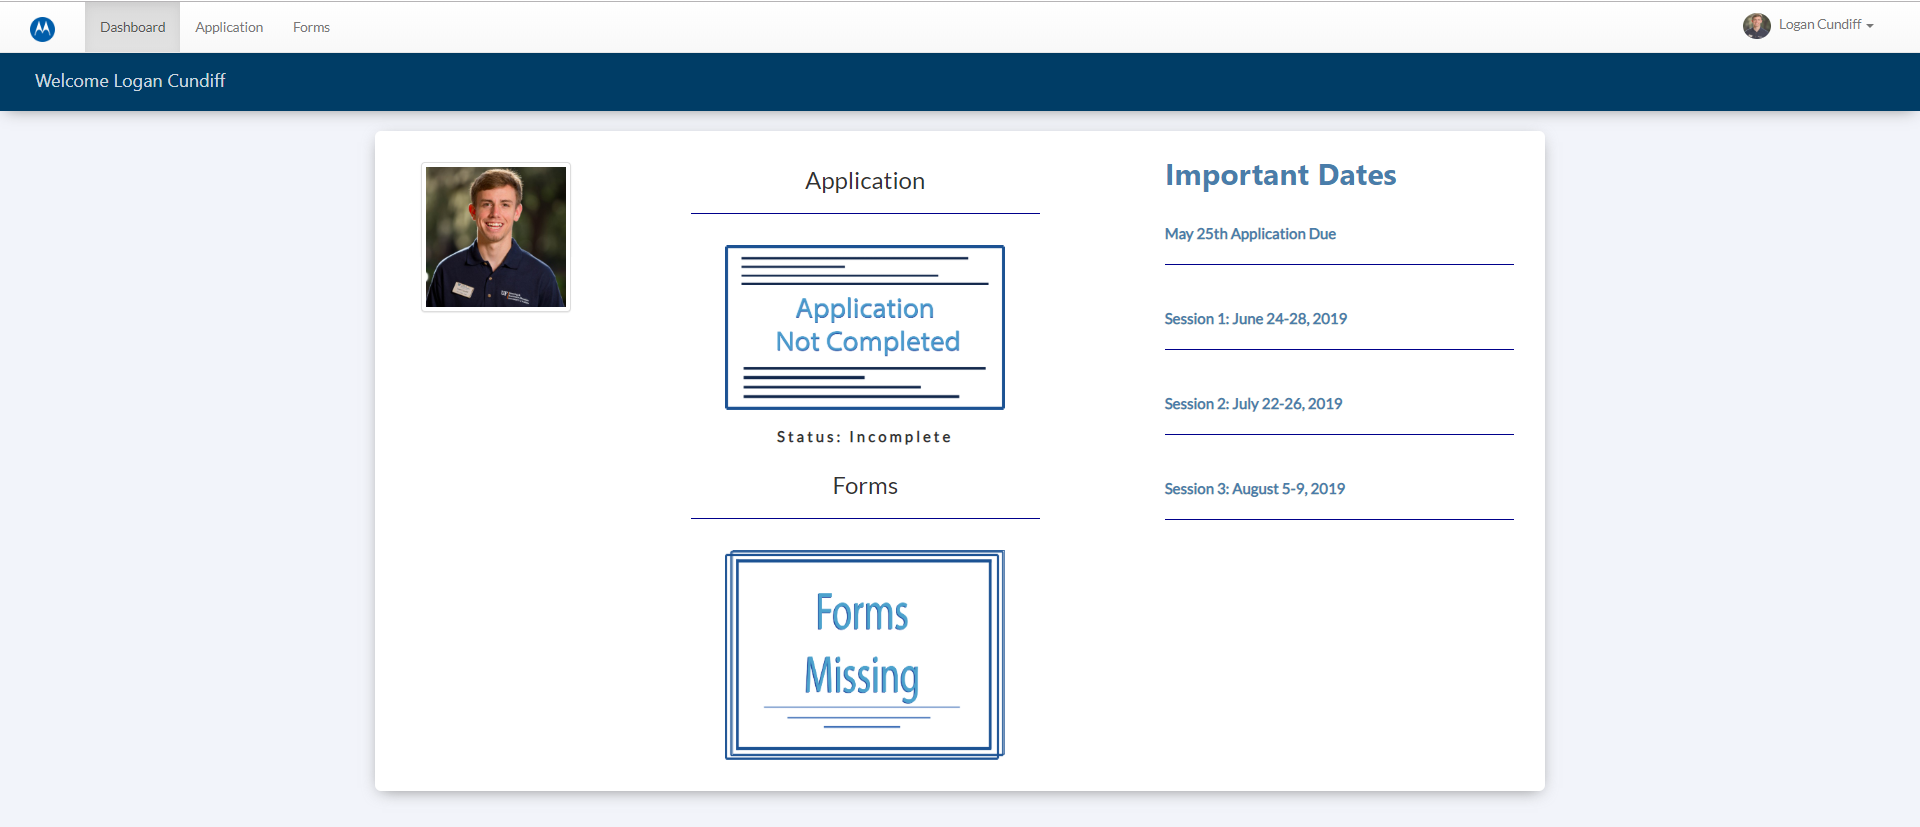 Dashboard
Application
Forms
Logan Cundiff
Welcome Logan Cundiff
Application
Application
Not Completed
Status: Incomplete
Forms
Forms
Missing
Important Dates
May 25th Application Due
Session 1: June 24-28, 2019
Session 2: July 22-26, 2019
Session 3: August 5-9, 2019